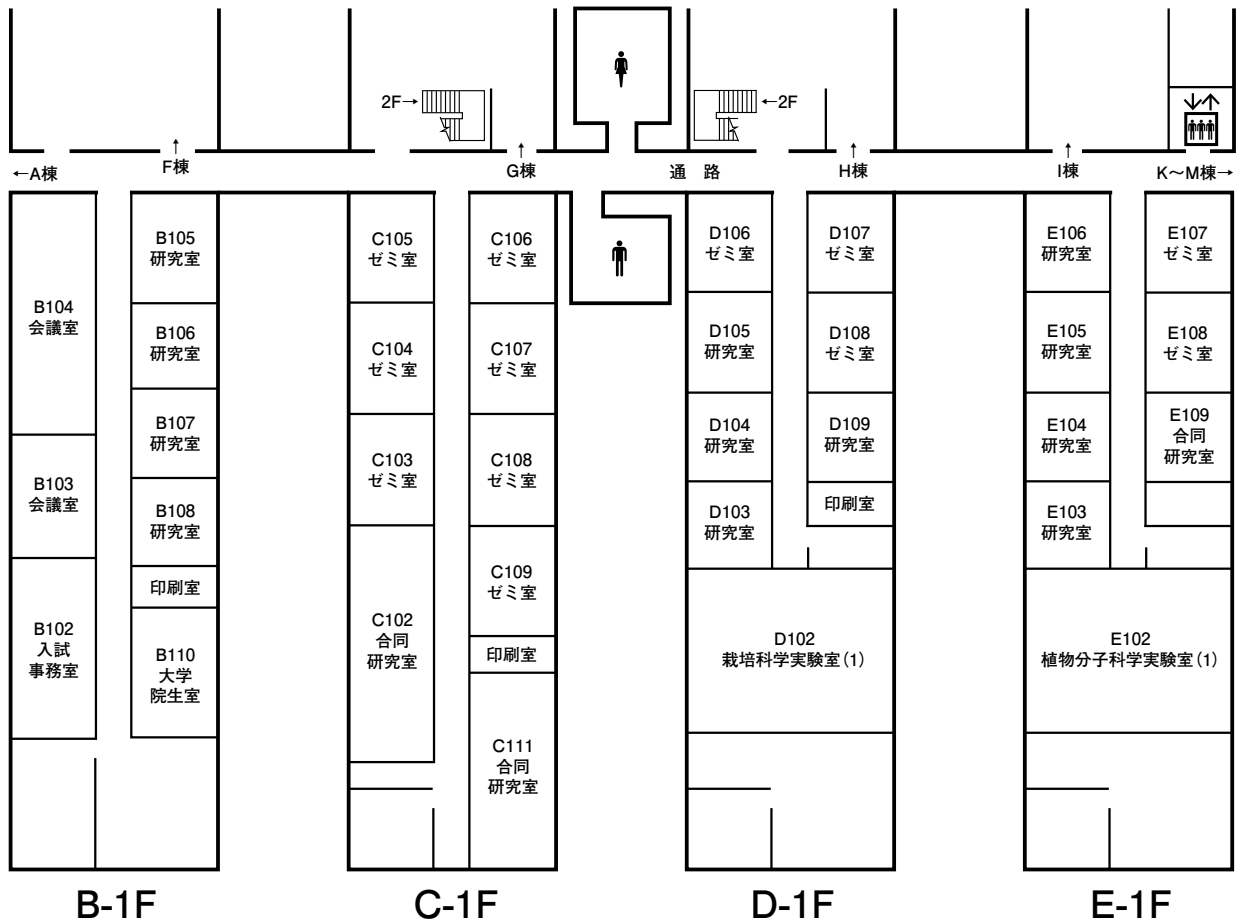 2F→
←2F
←A棟
↑
F棟
↑
G棟
通 路
↑
H棟
↑
I棟
K～M棟→
B104
会議室
B103
会議室
B102
入試
事務室
B105
研究室
B106
研究室
B107
研究室
B108
研究室
印刷室
B110
大学
院生室
C105
ゼミ室
C104
ゼミ室
C103
ゼミ室
C102
合同
研究室
C106
ゼミ室
C107
ゼミ室
C108
ゼミ室
C109
ゼミ室
印刷室
C111
合同
研究室
D106
ゼミ室
D105
研究室
D104
研究室
D103
研究室
D107
ゼミ室
D108
ゼミ室
D109
研究室
印刷室
D102
栽培科学実験室(1)
E106
研究室
E105
研究室
E104
研究室
E103
研究室
E107
ゼミ室
E108
ゼミ室
E109
合同
研究室
E102
植物分子科学実験室(1)
B-1F
C-1F
D-1F
E-1F